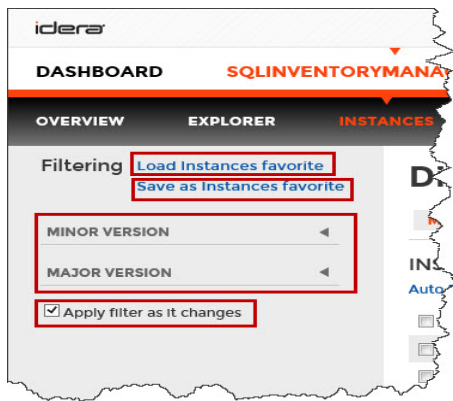 idera
DASHBOARD SQLINVENTORYMANA
OVERVIEW EXPLORER INSTANCES
Filtering Load Instances favorite
Save as Instances favorite
MINOR VERSION
MAJOR VERSION
Apply filter as it changes
INS
Auto